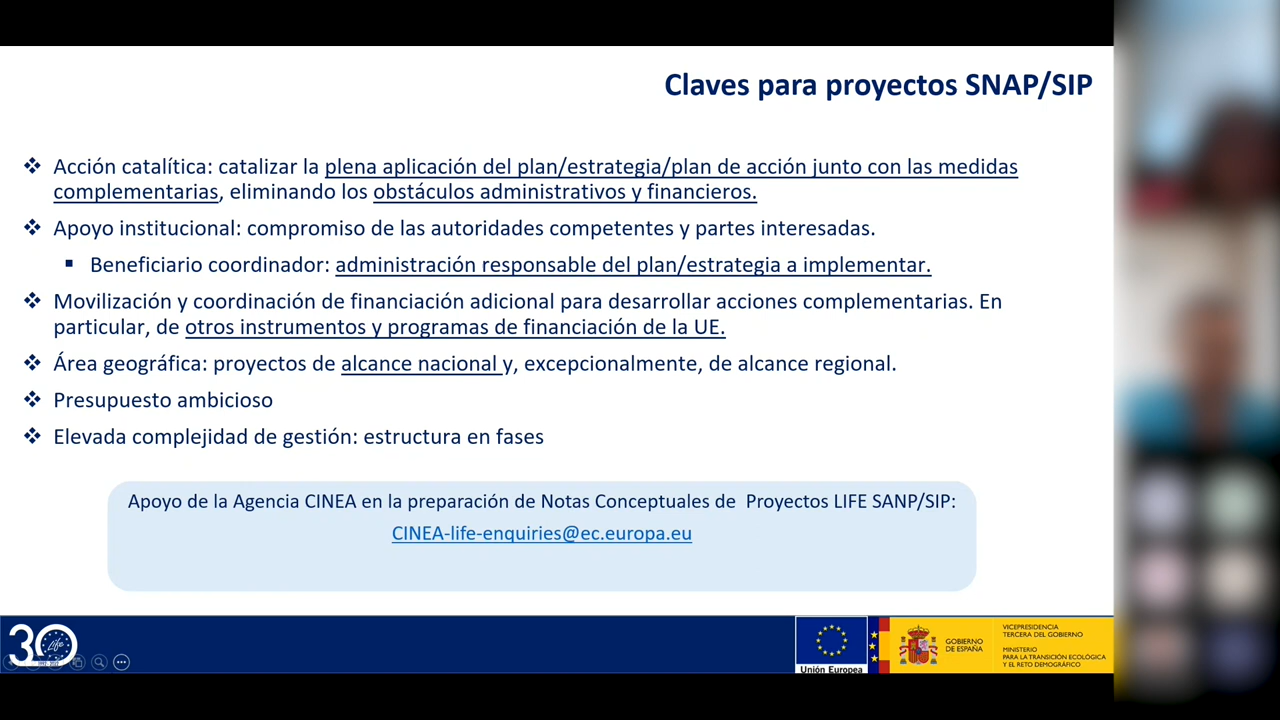 Claves para proyectos SNAP/SIP
❖ Acción catalítica: catalizar la plena aplicación del plan/estrategia/plan de acción junto con las medidas
complementarias, eliminando los obstáculos administrativos y financieros.
❖ Apoyo institucional: compromiso de las autoridades competentes y partes interesadas.
▪ Beneficiario coordinador: administración responsable del plan/estrategia a implementar.
❖ Movilización y coordinación de financiación adicional para desarrollar acciones complementarias. En
particular, de otros instrumentos y programas de financiación de la UE.
❖ Área geográfica: proyectos de alcance nacional y, excepcionalmente, de alcance regional.
❖ Presupuesto ambicioso
❖ Elevada complejidad de gestión: estructura en fases
Apoyo de la Agencia CINEA en la preparación de Notas Conceptuales de Proyectos LIFE SANP/SIP:
CINEA-life-enquiries@ec.europa.eu
30
Life
Unión Europea
GOBIERNO
DE ESPAÑA
VICEPRESIDENCIA
TERCERA DEL GOBIERNO
MINISTERIO
PARA LA TRANSICIÓN ECOLÓGICA
Y EL RETO DEMOGRÁFICO